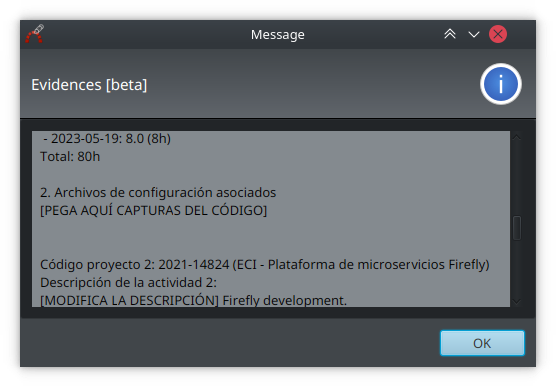 Message
Evidences [beta]
- 2023-05-19: 8.0 (8h)
Total: 80h
2. Archivos de configuración asociados
[PEGA AQUÍ CAPTURAS DEL CÓDIGO]
Código proyecto 2: 2021-14824 (ECI - Plataforma de microservicios Firefly)
Descripción de la actividad 2:
[MODIFICA LA DESCRIPCIÓN] Firefly development.
OK